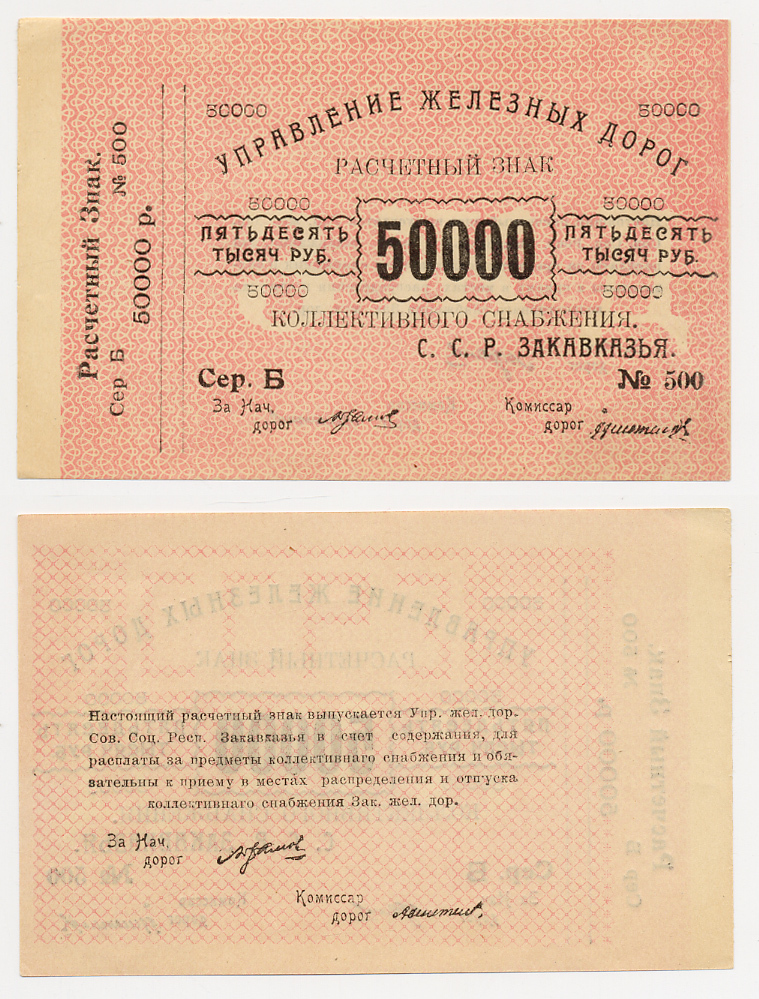 Расчетный Знак.
Сер Б № 500
50000 р.
50000 50000
УПРАВЛЕНИЕ ЖЕЛЕЗНЫХ ДОРОГ
РАСЧЕТНЫЙ ЗНАК
50000 50000
ПЯТЬДЕСЯТЬ 50000 ПЯТЬДЕСЯТЬ
ТЫСЯЧ РУБ. ТЫСЯЧ РУБ.
50000 50000
КОЛЛЕКТИВНОГО СНАБЖЕНИЯ.
С. С. Р. ЗАКАВКАЗЬЯ.
Сер. Б № 500
За Нач. Комиссар
дорог дорог
Настоящий расчетный знак выпускается Упр. жел. дор.
Сов. Соц. Респ. Закавказья в счет содержания, для
расплаты за предметы коллективнаго снабжения и обя-
зательны к приему в местах распределения и отпуска
коллективнаго снабжения Зак. жел. дор.
За Нач.
дорог
Комиссар
дорог